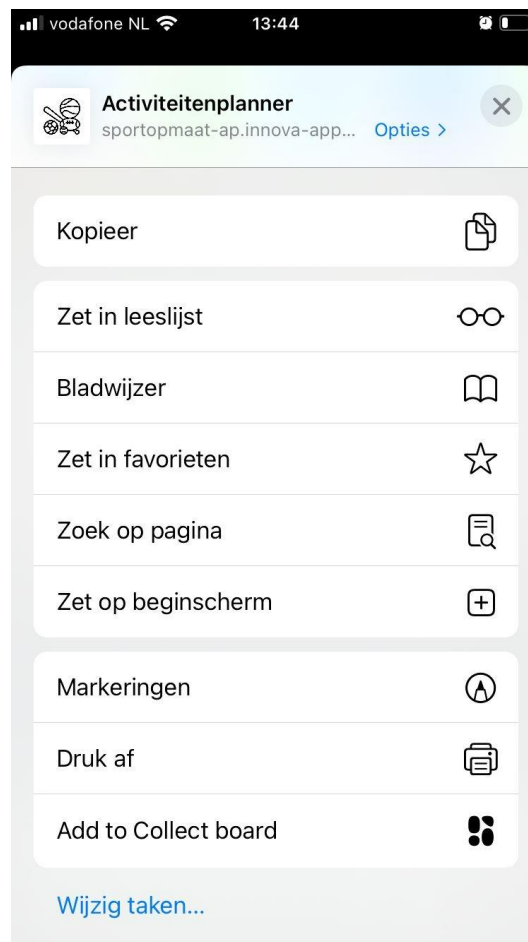 vodafone NL 13:44
Activiteitenplanner
sportopmaat-ap.innova-app... Opties >
Kopieer
Zet in leeslijst
Bladwijzer
Zet in favorieten
Zoek op pagina
Zet op beginscherm
Markeringen
Druk af
Add to Collect board
Wijzig taken...